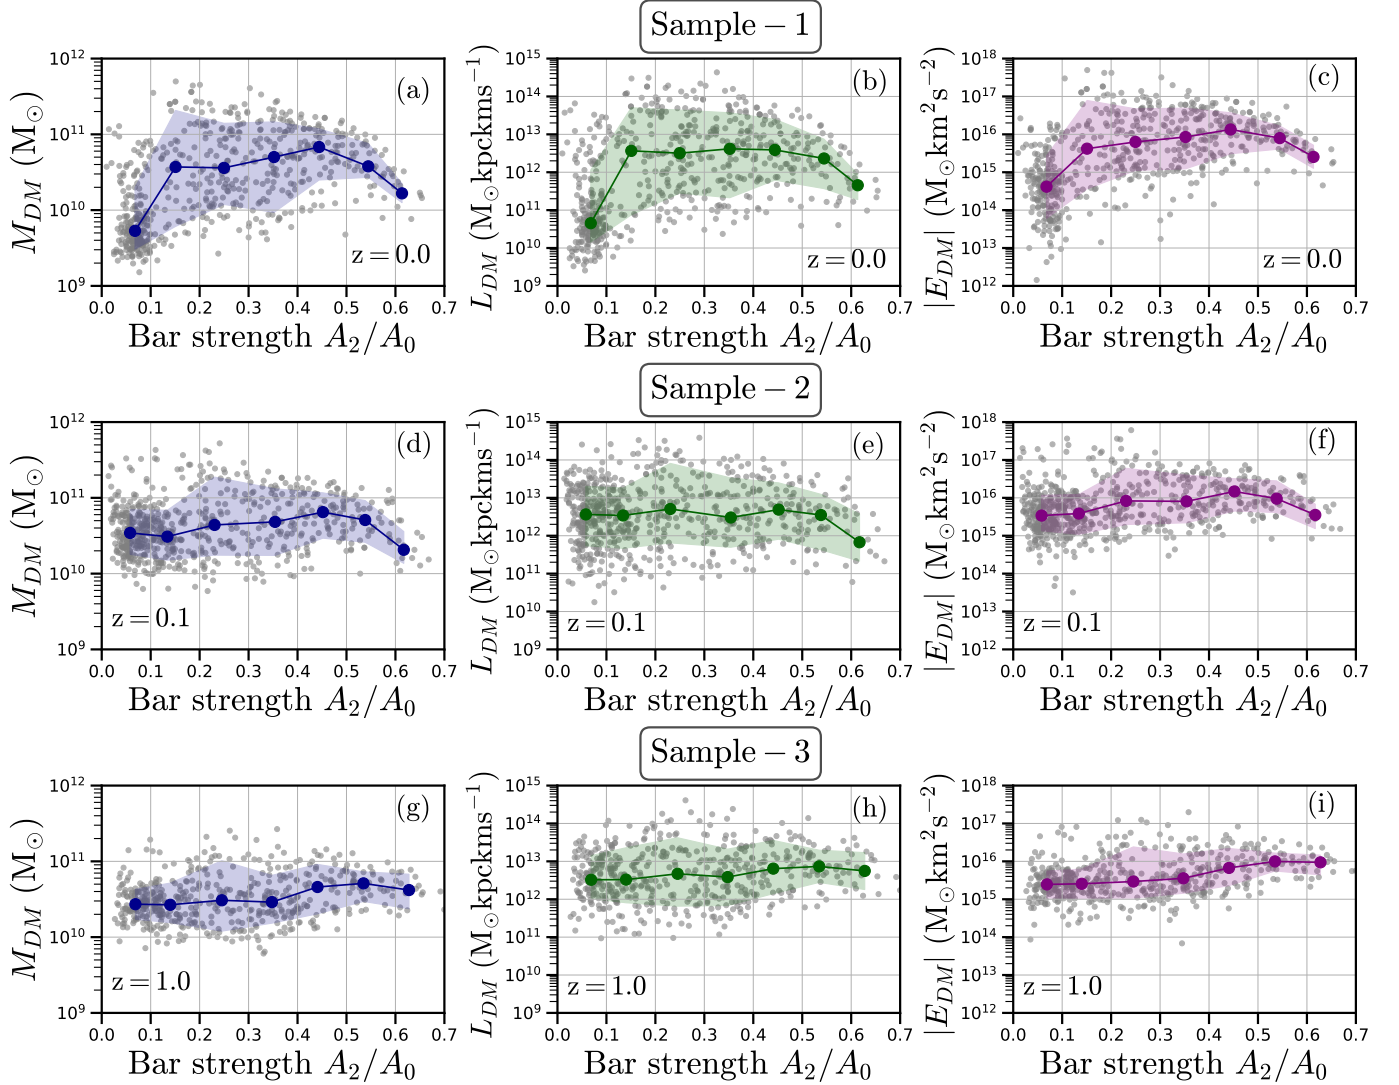 Sample – 1
M_DM (M_⊙)
10^12
10^11
10^10
10^9
(a)
z = 0.0
0.0 0.1 0.2 0.3 0.4 0.5 0.6 0.7
Bar strength A_2/A_0
L_DM (M_⊙kpckms^−1)
10^15
10^14
10^13
10^12
10^11
10^10
10^9
(b)
z = 0.0
0.0 0.1 0.2 0.3 0.4 0.5 0.6 0.7
Bar strength A_2/A_0
|E_DM| (M_⊙km^2s^−2)
10^18
10^17
10^16
10^15
10^14
10^13
10^12
(c)
z = 0.0
0.0 0.1 0.2 0.3 0.4 0.5 0.6 0.7
Bar strength A_2/A_0
Sample – 2
M_DM (M_⊙)
10^12
10^11
10^10
10^9
(d)
z = 0.1
0.0 0.1 0.2 0.3 0.4 0.5 0.6 0.7
Bar strength A_2/A_0
L_DM (M_⊙kpckms^−1)
10^15
10^14
10^13
10^12
10^11
10^10
10^9
(e)
z = 0.1
0.0 0.1 0.2 0.3 0.4 0.5 0.6 0.7
Bar strength A_2/A_0
|E_DM| (M_⊙km^2s^−2)
10^18
10^17
10^16
10^15
10^14
10^13
10^12
(f)
z = 0.1
0.0 0.1 0.2 0.3 0.4 0.5 0.6 0.7
Bar strength A_2/A_0
Sample – 3
M_DM (M_⊙)
10^12
10^11
10^10
10^9
(g)
z = 1.0
0.0 0.1 0.2 0.3 0.4 0.5 0.6 0.7
Bar strength A_2/A_0
L_DM (M_⊙kpckms^−1)
10^15
10^14
10^13
10^12
10^11
10^10
10^9
(h)
z = 1.0
0.0 0.1 0.2 0.3 0.4 0.5 0.6 0.7
Bar strength A_2/A_0
|E_DM| (M_⊙km^2s^−2)
10^18
10^17
10^16
10^15
10^14
10^13
10^12
(i)
z = 1.0
0.0 0.1 0.2 0.3 0.4 0.5 0.6 0.7
Bar strength A_2/A_0